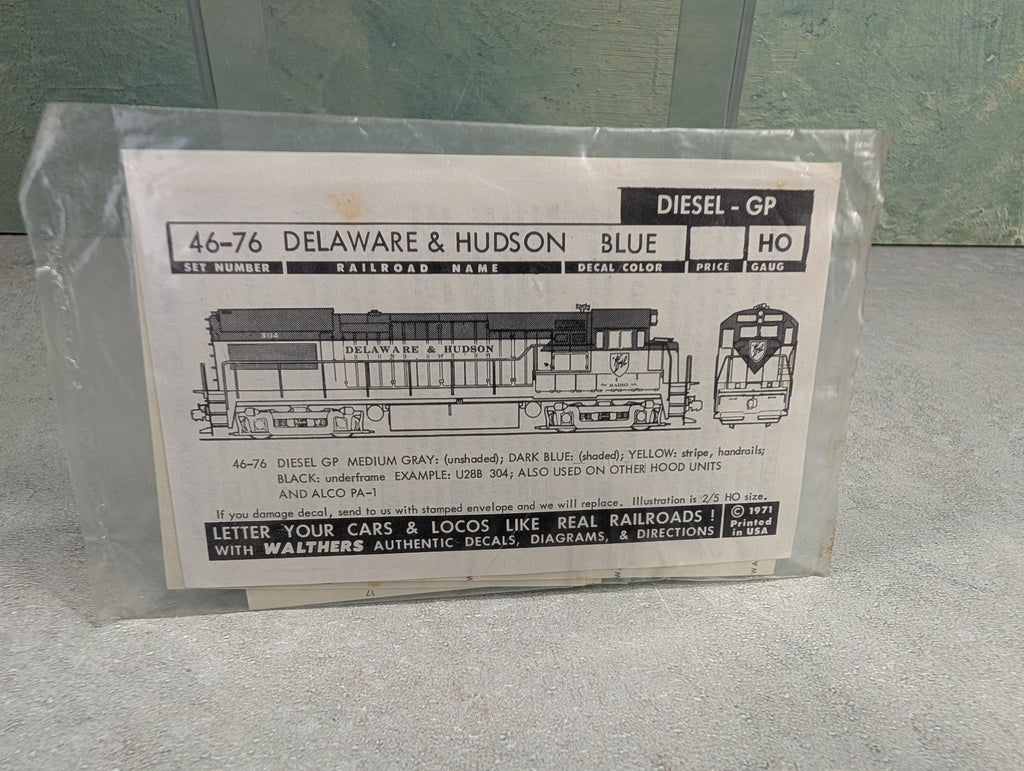 DIESEL - GP
46-76 DELAWARE & HUDSON BLUE HO
SET NUMBER RAILROAD NAME DECAL COLOR PRICE GAUG
304
DELAWARE & HUDSON
RADIO
46-76 DIESEL GP MEDIUM GRAY: (unshaded); DARK BLUE: (shaded); YELLOW: stripe, handrails;
BLACK: underframe EXAMPLE: U28B 304; ALSO USED ON OTHER HOOD UNITS
AND ALCO PA-1
If you damage decal, send to us with stamped envelope and we will replace. Illustration is 2/5 HO size.
LETTER YOUR CARS & LOCOS LIKE REAL RAILROADS !
WITH WALTHERS AUTHENTIC DECALS, DIAGRAMS, & DIRECTIONS
© 1971
Printed
in USA
17